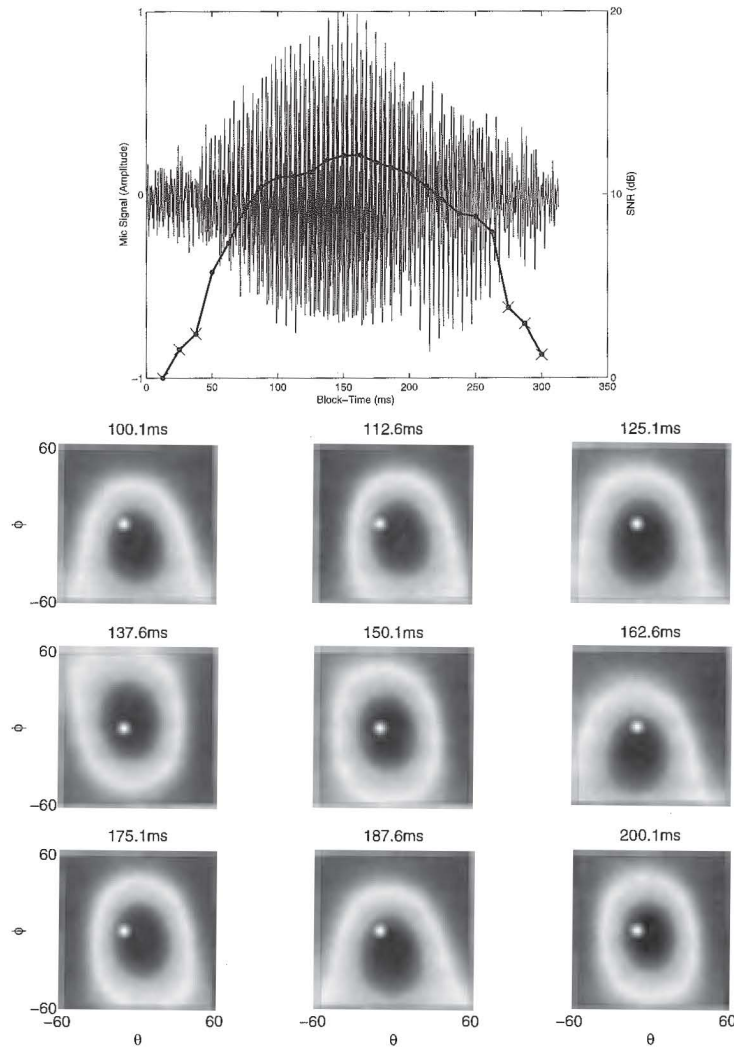 1
20
Mic Signal (Amplitude)
0
10
SNR (dB)
-1
0
0 50 100 150 200 250 300 350
Block-Time (ms)
100.1ms 112.6ms 125.1ms
60
ϕ
-60
137.6ms 150.1ms 162.6ms
60
ϕ
-60
175.1ms 187.6ms 200.1ms
60
ϕ
-60
-60 60 -60 60 -60 60
θ θ θ